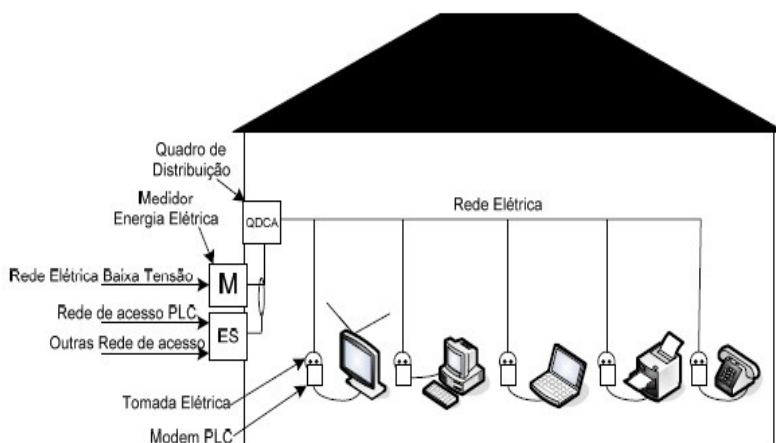 Quadro de
Distribuição
Medidor
Energia Elétrica
QDCA
Rede Elétrica
Rede Elétrica Baixa Tensão
M
Rede de acesso PLC
ES
Outras Rede de acesso
Tomada Elétrica
Modem PLC